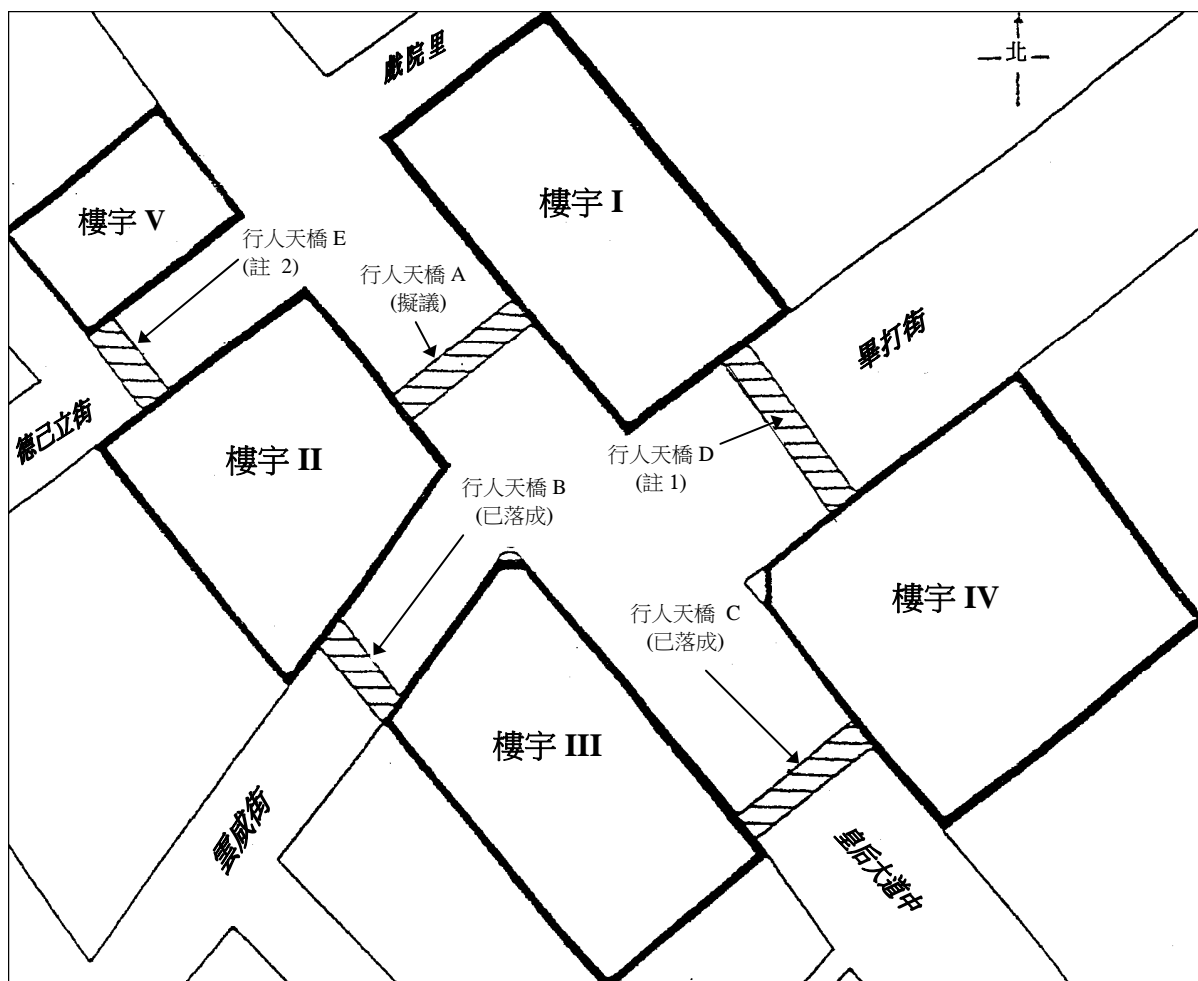 戲院里
北
樓宇 I
樓宇 V
行人天橋 E
(註 2)
行人天橋 A
(擬議)
畢打街
德己立街
樓宇 II
行人天橋 D
(註 1)
行人天橋 B
(已落成)
樓宇 IV
行人天橋 C
(已落成)
樓宇 III
雲咸街
皇后大道中